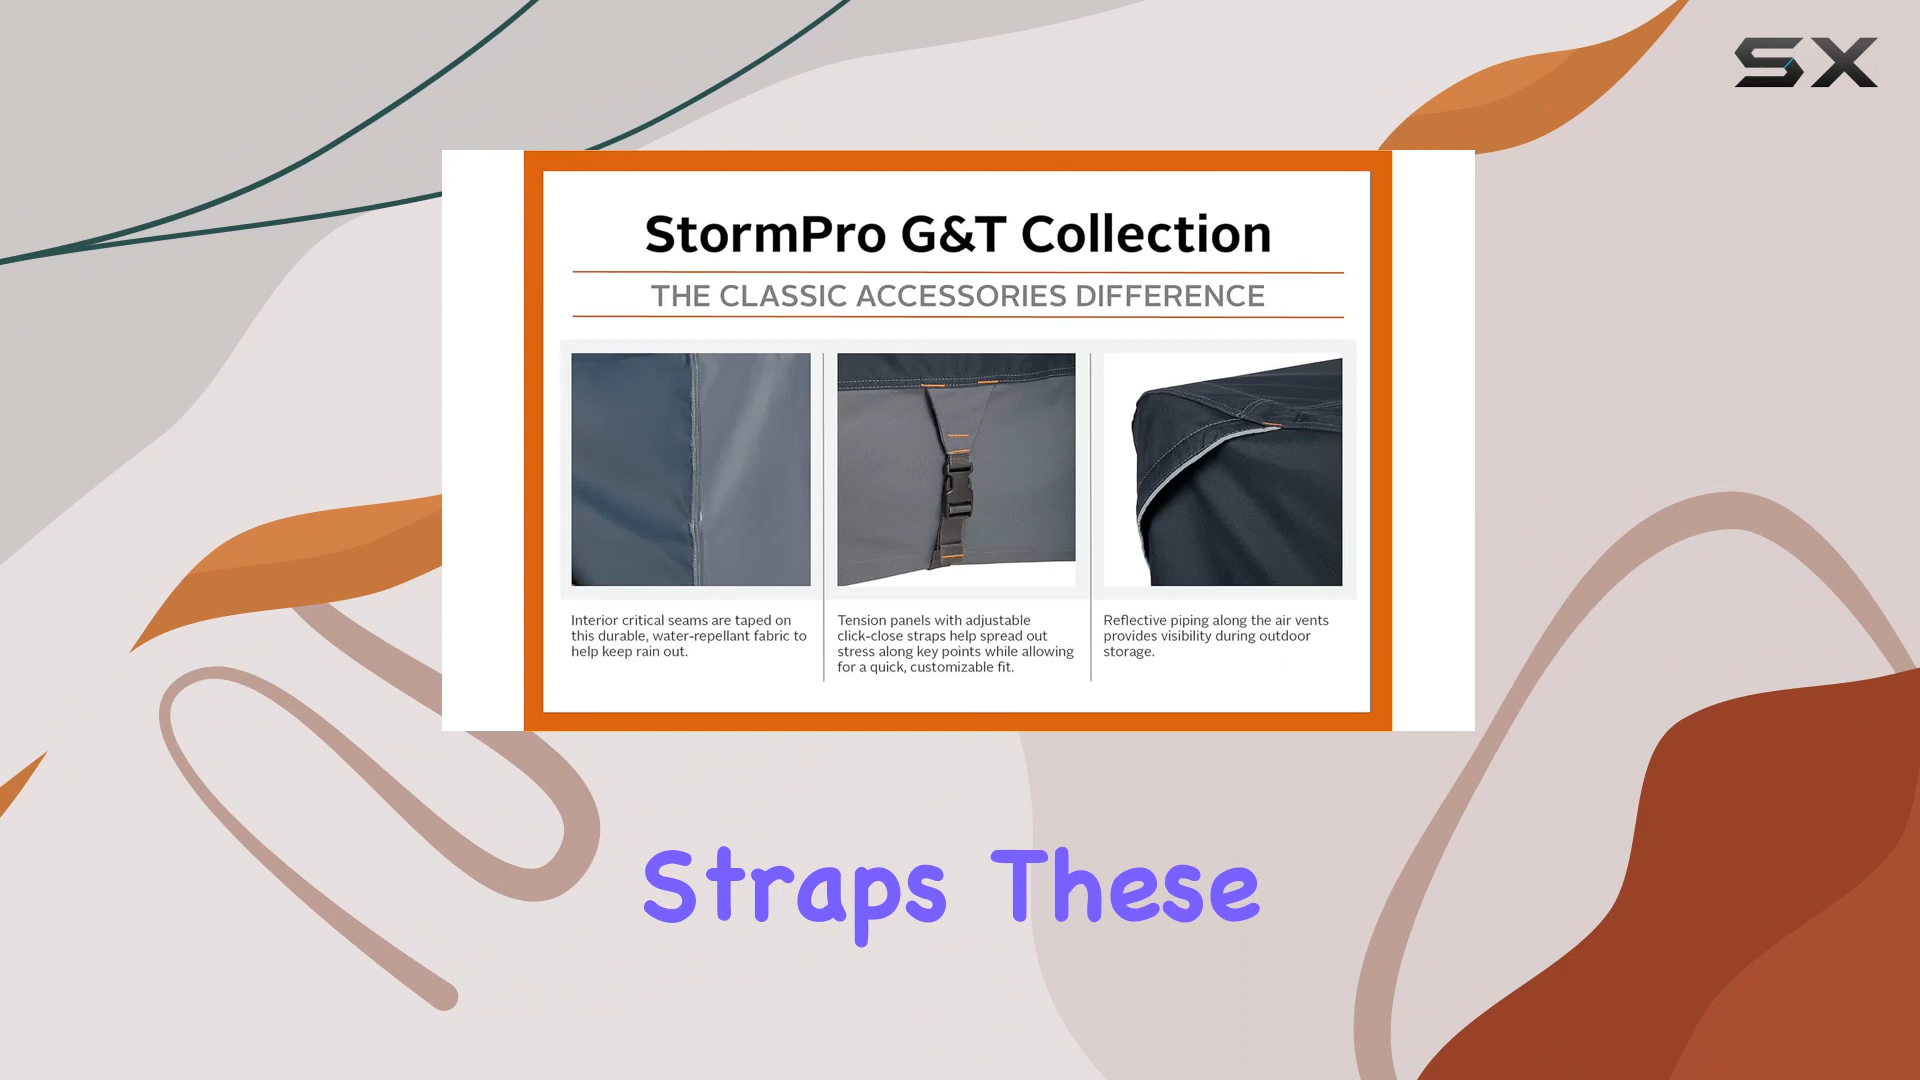 SX
StormPro G&T Collection
THE CLASSIC ACCESSORIES DIFFERENCE
Interior critical seams are taped on
this durable, water-repellant fabric to
help keep rain out.
Tension panels with adjustable
click-close straps help spread out
stress along key points while allowing
for a quick, customizable fit.
Reflective piping along the air vents
provides visibility during outdoor
storage.
Straps These